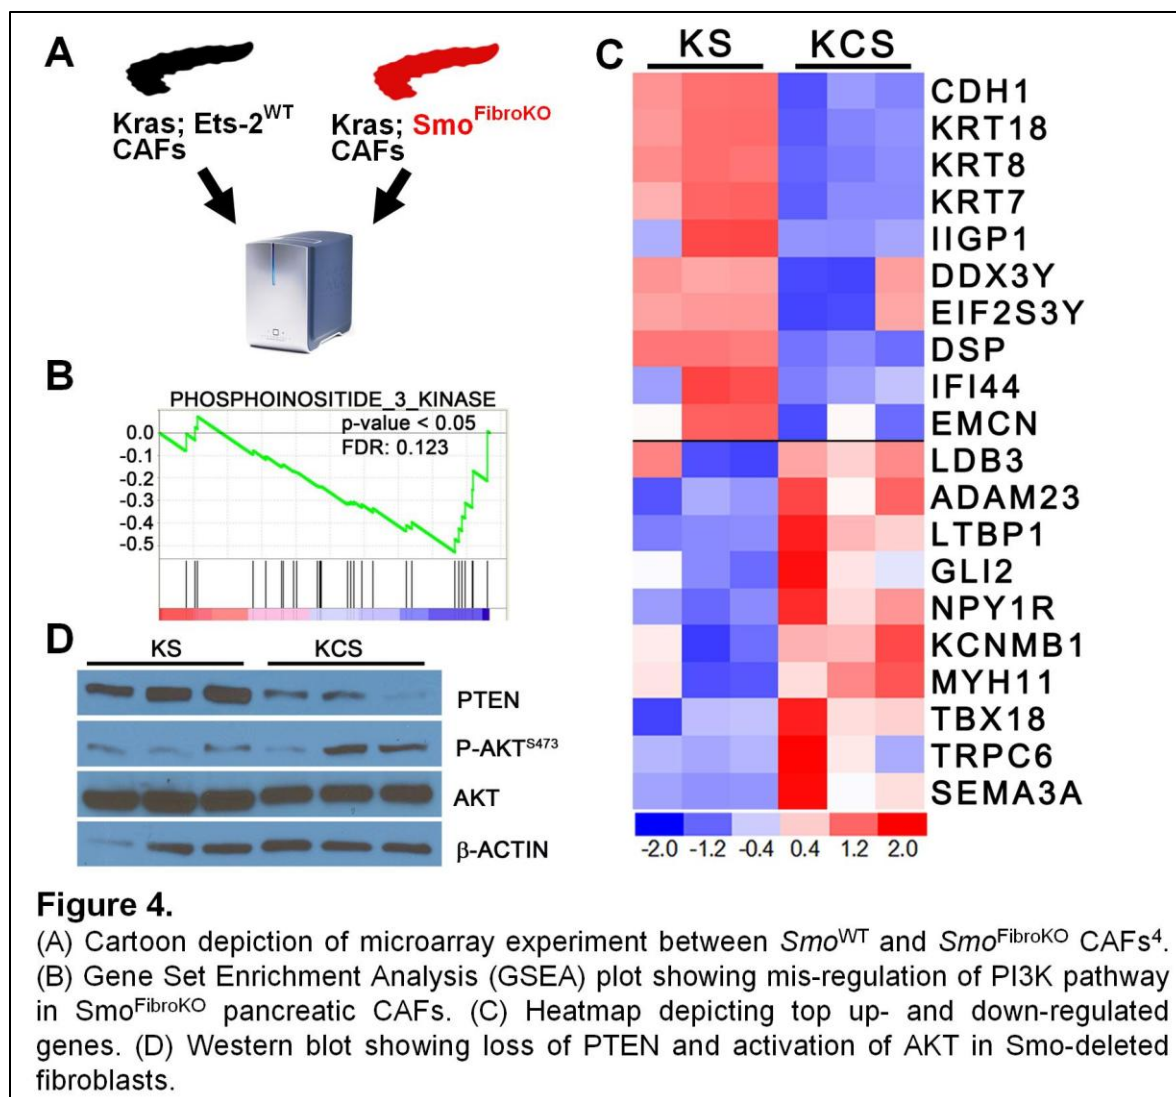 A
Kras; Ets-2WT
CAFs
Kras; SmoFibroKO
CAFs
B
PHOSPHOINOSITIDE_3_KINASE
p-value < 0.05
FDR: 0.123
0.0
-0.1
-0.2
-0.3
-0.4
-0.5
C
KS KCS
CDH1
KRT18
KRT8
KRT7
IIGP1
DDX3Y
EIF2S3Y
DSP
IFI44
EMCN
LDB3
ADAM23
LTBP1
GLI2
NPY1R
KCNMB1
MYH11
TBX18
TRPC6
SEMA3A
-2.0 -1.2 -0.4 0.4 1.2 2.0
D
KS KCS
PTEN
P-AKTS473
AKT
β-ACTIN
Figure 4.
(A) Cartoon depiction of microarray experiment between SmoWT and SmoFibroKO CAFs4.
(B) Gene Set Enrichment Analysis (GSEA) plot showing mis-regulation of PI3K pathway
in SmoFibroKO pancreatic CAFs. (C) Heatmap depicting top up- and down-regulated
genes. (D) Western blot showing loss of PTEN and activation of AKT in Smo-deleted
fibroblasts.